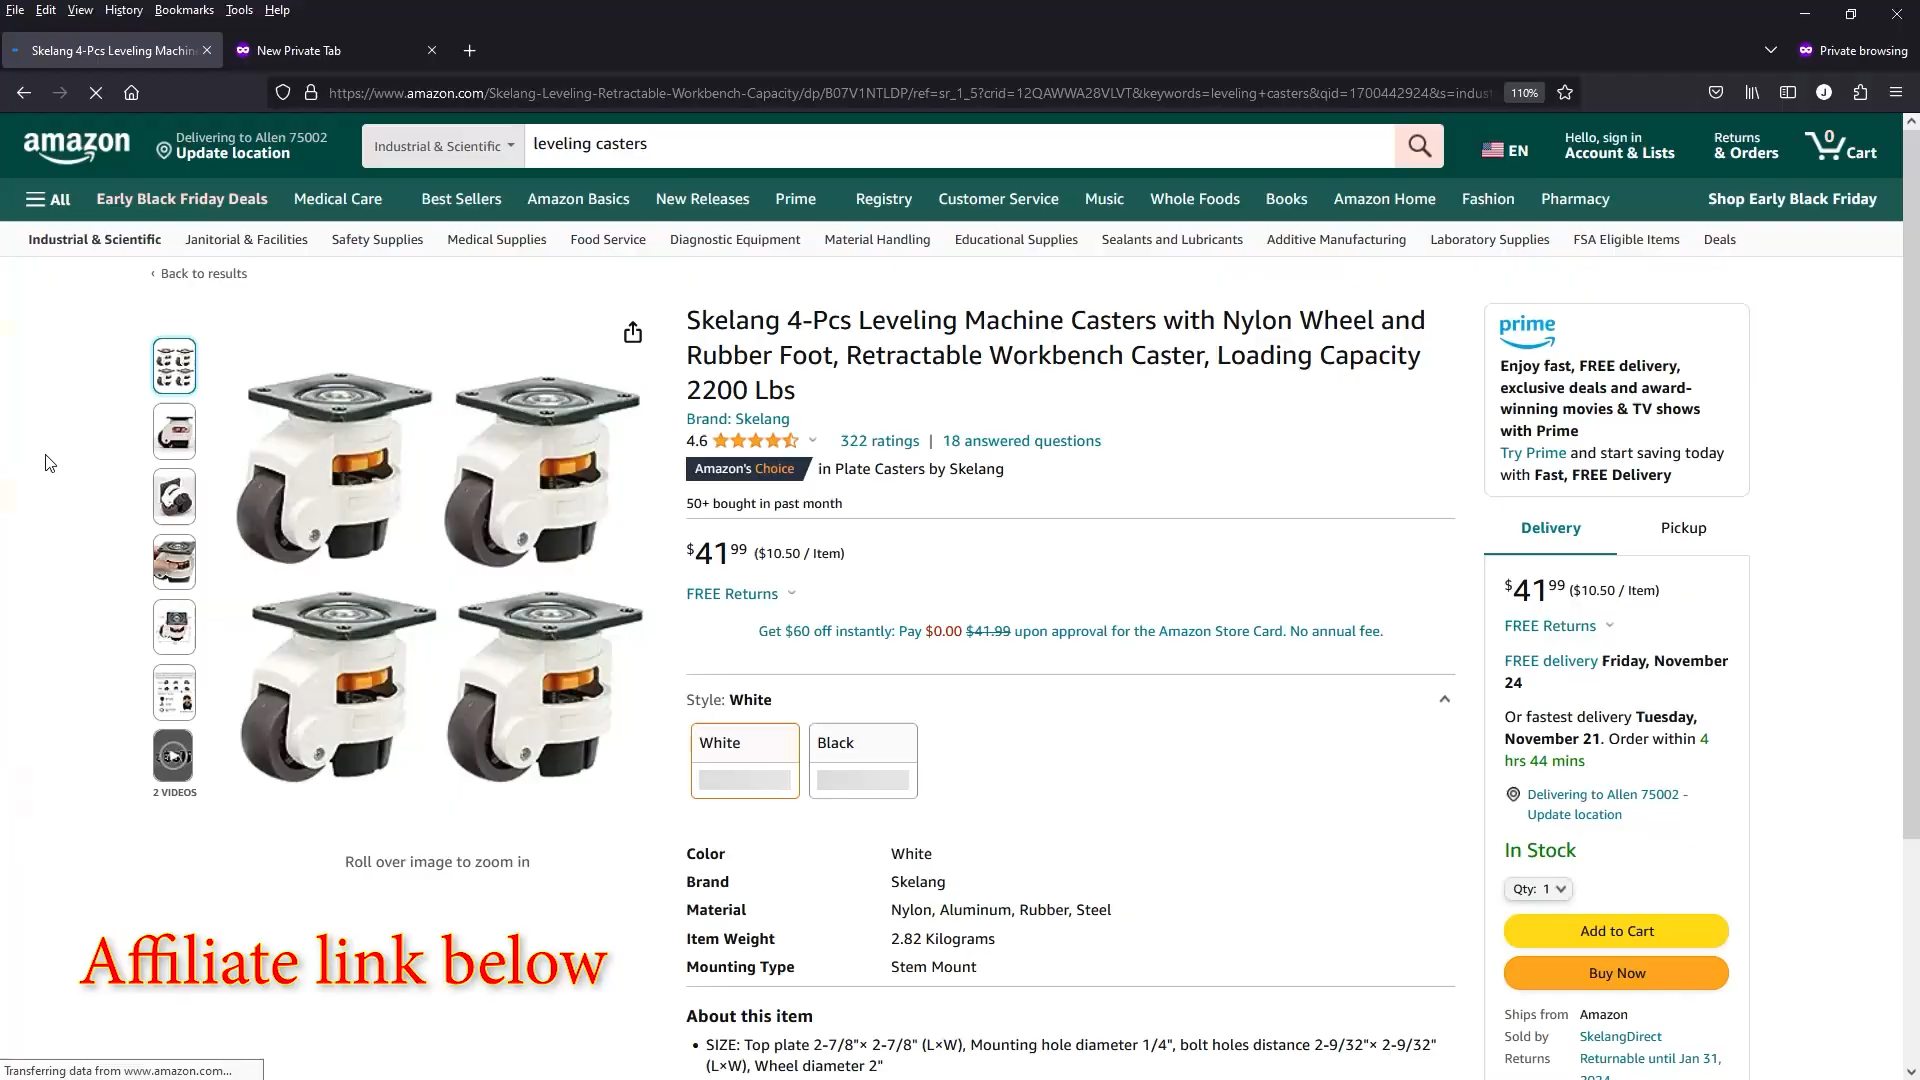 File Edit View History Bookmarks Tools Help
Skelang 4-Pcs Leveling Machin
New Private Tab
Private browsing
https://www.amazon.com/Skelang-Leveling-Retractable-Workbench-Capacity/dp/B07V1NTLDP/ref=sr_1_5?crid=12QAWWA28VLVT&keywords=leveling+casters&qid=1700442924&s=indus
110%
amazon
Delivering to Allen 75002
Update location
Industrial & Scientific
leveling casters
EN
Hello, sign in
Account & Lists
Returns
& Orders
0
Cart
All
Early Black Friday Deals
Medical Care
Best Sellers
Amazon Basics
New Releases
Prime
Registry
Customer Service
Music
Whole Foods
Books
Amazon Home
Fashion
Pharmacy
Shop Early Black Friday
Industrial & Scientific
Janitorial & Facilities
Safety Supplies
Medical Supplies
Food Service
Diagnostic Equipment
Material Handling
Educational Supplies
Sealants and Lubricants
Additive Manufacturing
Laboratory Supplies
FSA Eligible Items
Deals
‹ Back to results
2 VIDEOS
Roll over image to zoom in
Affiliate link below
Skelang 4-Pcs Leveling Machine Casters with Nylon Wheel and
Rubber Foot, Retractable Workbench Caster, Loading Capacity
2200 Lbs
Brand: Skelang
4.6
322 ratings | 18 answered questions
Amazon's Choice in Plate Casters by Skelang
50+ bought in past month
$41.99 ($10.50 / Item)
FREE Returns
Get $60 off instantly: Pay $0.00 $41.99 upon approval for the Amazon Store Card. No annual fee.
Style: White
White
Black
Color White
Brand Skelang
Material Nylon, Aluminum, Rubber, Steel
Item Weight 2.82 Kilograms
Mounting Type Stem Mount
About this item
• SIZE: Top plate 2-7/8"× 2-7/8" (L×W), Mounting hole diameter 1/4", bolt holes distance 2-9/32"× 2-9/32"
(L×W), Wheel diameter 2"
prime
Enjoy fast, FREE delivery,
exclusive deals and award-
winning movies & TV shows
with Prime
Try Prime and start saving today
with Fast, FREE Delivery
Delivery
Pickup
$41.99 ($10.50 / Item)
FREE Returns
FREE delivery Friday, November
24
Or fastest delivery Tuesday,
November 21. Order within 4
hrs 44 mins
Delivering to Allen 75002 -
Update location
In Stock
Qty: 1
Add to Cart
Buy Now
Ships from Amazon
Sold by SkelangDirect
Returns Returnable until Jan 31,
2024
Transferring data from www.amazon.com...